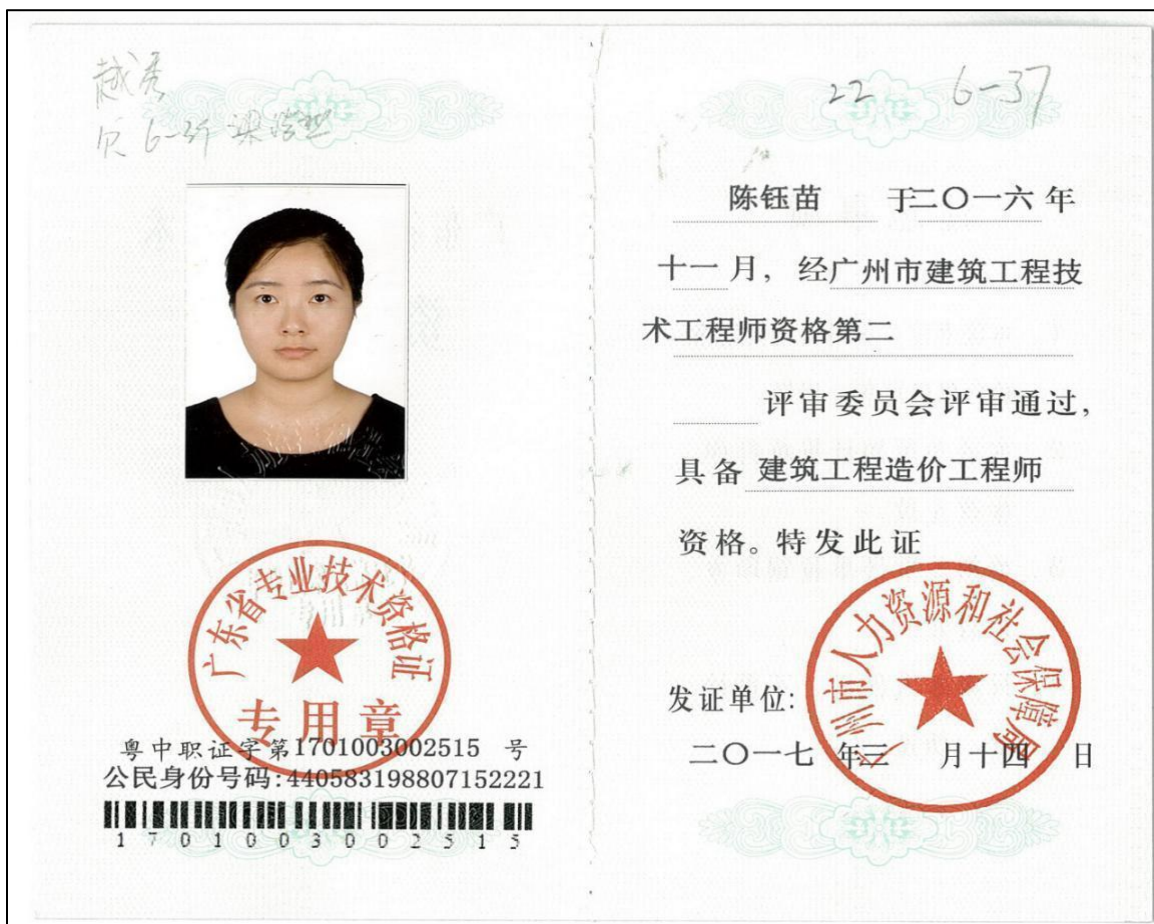 越秀
22 6-37
陈钰苗 于二〇一六年
十一月，经广州市建筑工程技
术工程师资格第二
评审委员会评审通过，
具备 建筑工程造价工程师
资格。特发此证
广东省专业技术资格证
专用章
粤中职证字第1701003002515 号
公民身份号码:440583198807152221
1701003002515
广州市人力资源和社会保障局
发证单位:
二〇一七 年三 月十四 日